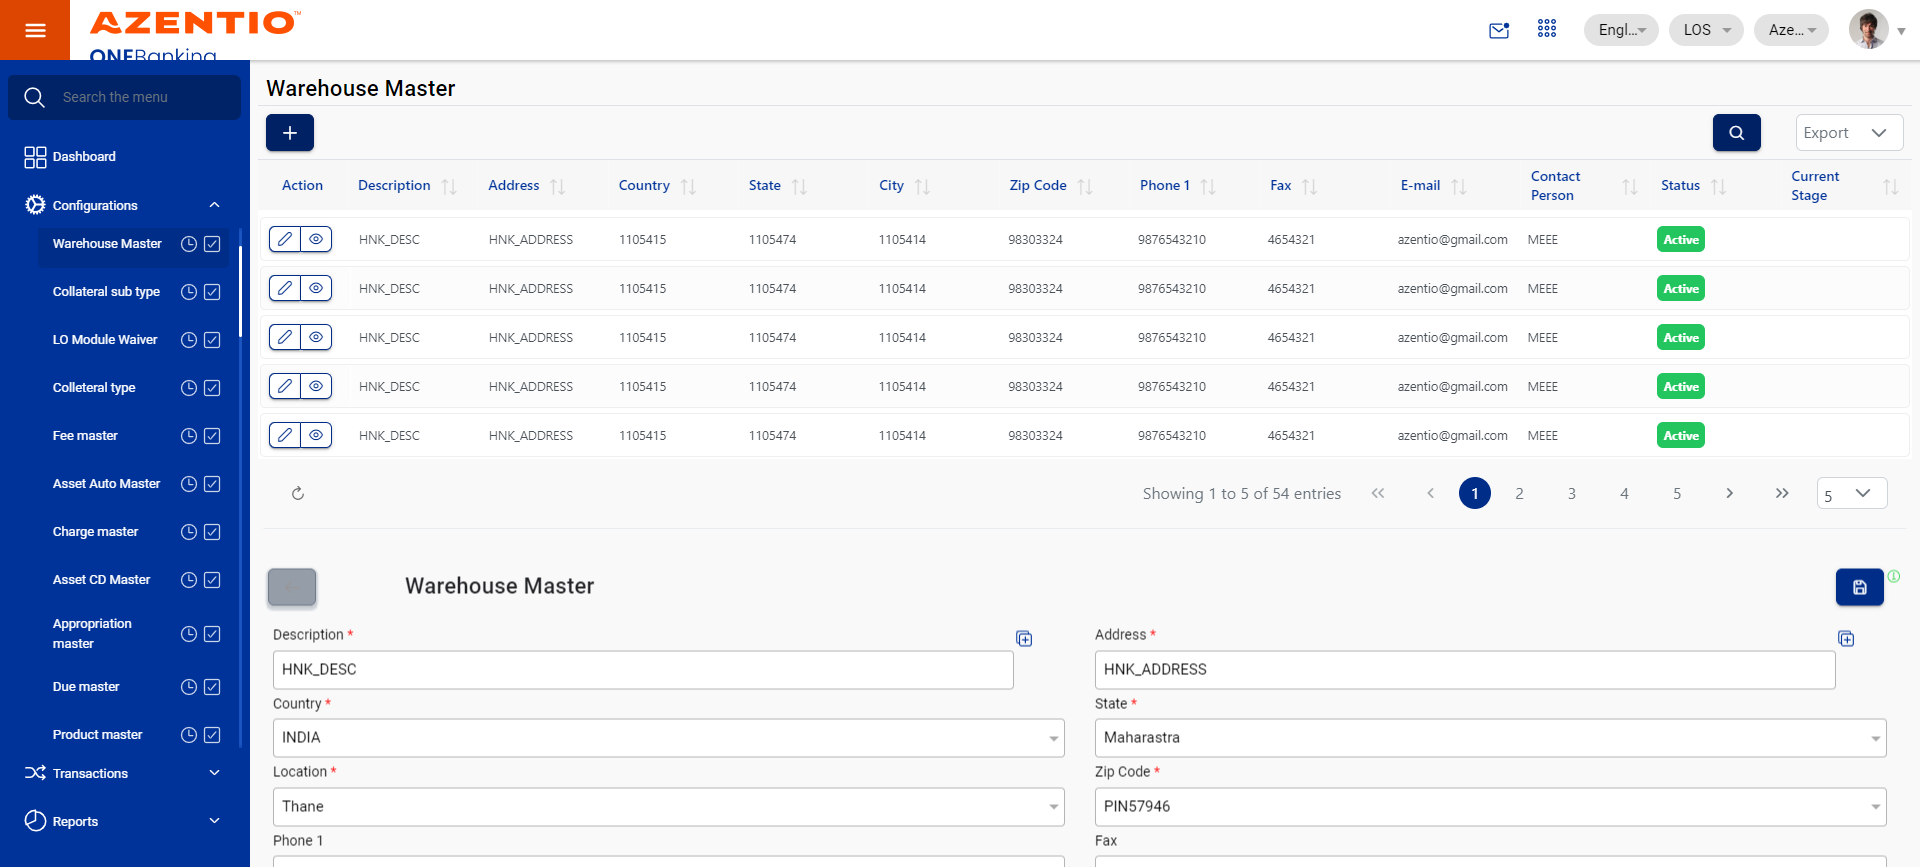 AZENTIO™
ONEBanking
Engl...
LOS
Aze...
Search the menu
Dashboard
Configurations
Warehouse Master
Collateral sub type
LO Module Waiver
Colleteral type
Fee master
Asset Auto Master
Charge master
Asset CD Master
Appropriation
master
Due master
Product master
Transactions
Reports
Warehouse Master
Export
Action Description Address Country State City Zip Code Phone 1 Fax E-mail Contact Person Status Current Stage
HNK_DESC HNK_ADDRESS 1105415 1105474 1105414 98303324 9876543210 4654321 azentio@gmail.com MEEE Active
HNK_DESC HNK_ADDRESS 1105415 1105474 1105414 98303324 9876543210 4654321 azentio@gmail.com MEEE Active
HNK_DESC HNK_ADDRESS 1105415 1105474 1105414 98303324 9876543210 4654321 azentio@gmail.com MEEE Active
HNK_DESC HNK_ADDRESS 1105415 1105474 1105414 98303324 9876543210 4654321 azentio@gmail.com MEEE Active
HNK_DESC HNK_ADDRESS 1105415 1105474 1105414 98303324 9876543210 4654321 azentio@gmail.com MEEE Active
Showing 1 to 5 of 54 entries 1 2 3 4 5 5
Warehouse Master
Description * Address *
HNK_DESC HNK_ADDRESS
Country * State *
INDIA Maharastra
Location * Zip Code *
Thane PIN57946
Phone 1 Fax